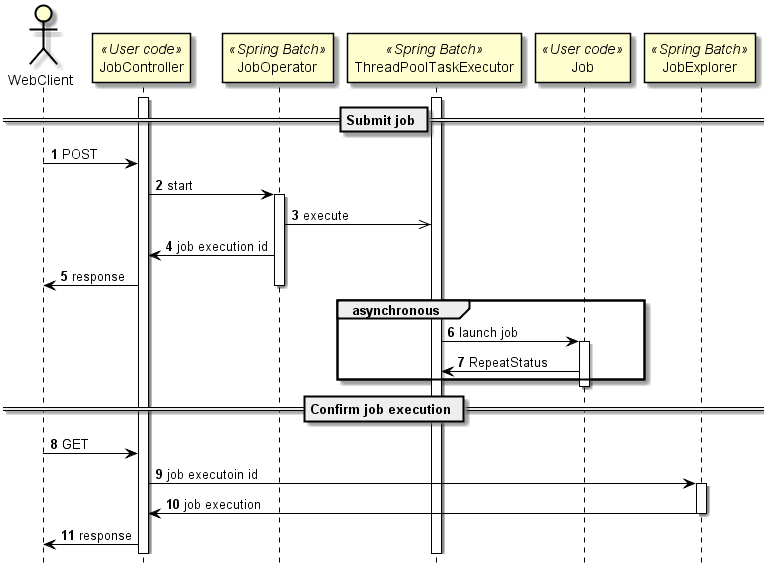 WebClient
«User code»
JobController
«Spring Batch»
JobOperator
«Spring Batch»
ThreadPoolTaskExecutor
«User code»
Job
«Spring Batch»
JobExplorer
Submit job
1 POST
2 start
3 execute
4 job execution id
5 response
asynchronous
6 launch job
7 RepeatStatus
Confirm job execution
8 GET
9 job executoin id
10 job execution
11 response